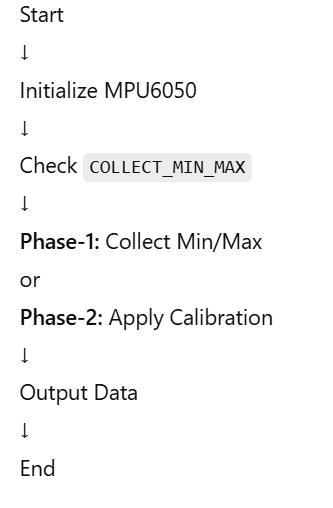 Start
↓
Initialize MPU6050
↓
Check COLLECT_MIN_MAX
↓
Phase-1: Collect Min/Max
or
Phase-2: Apply Calibration
↓
Output Data
↓
End